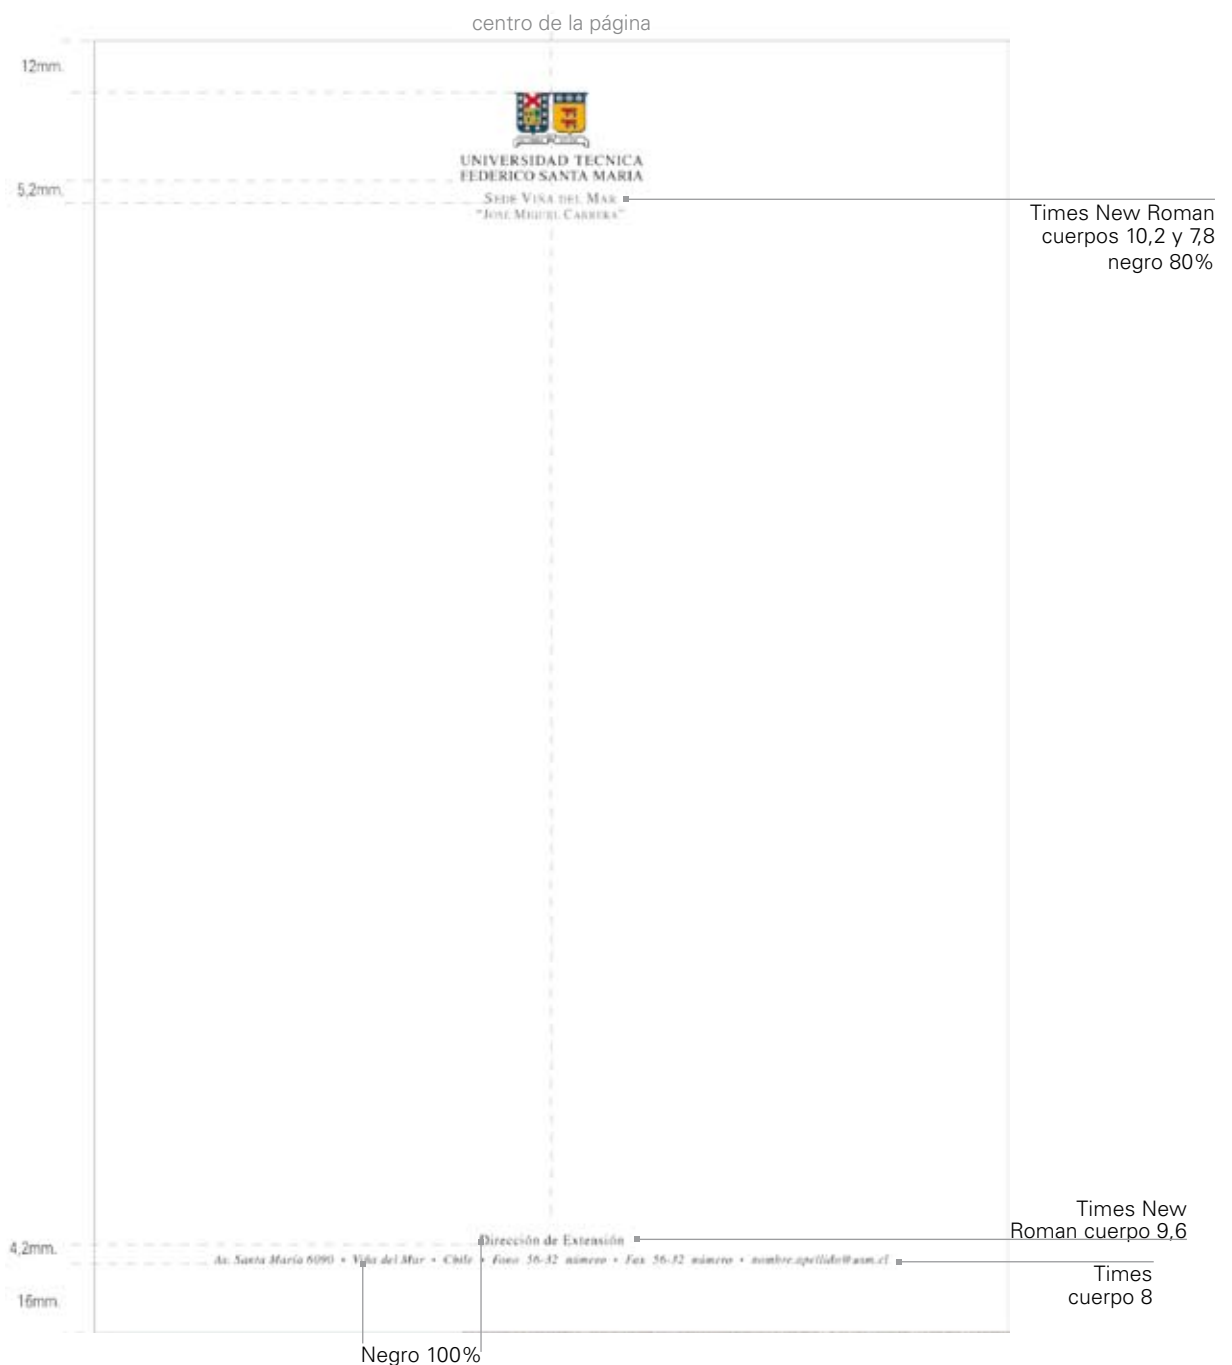 centro de la página
12mm.
UNIVERSIDAD TECNICA
FEDERICO SANTA MARIA
5,2mm.
SEDE VIÑA DEL MAR
"JOSE MIGUEL CARRERA"
Times New Roman
cuerpos 10,2 y 7,8
negro 80%
Times New
Roman cuerpo 9,6
Dirección de Extensión
4,2mm.
Av. Santa María 6090 • Viña del Mar • Chile • Fono 56-32 número • Fax 56-32 número • nombre.apellido@usm.cl
Times
cuerpo 8
16mm.
Negro 100%